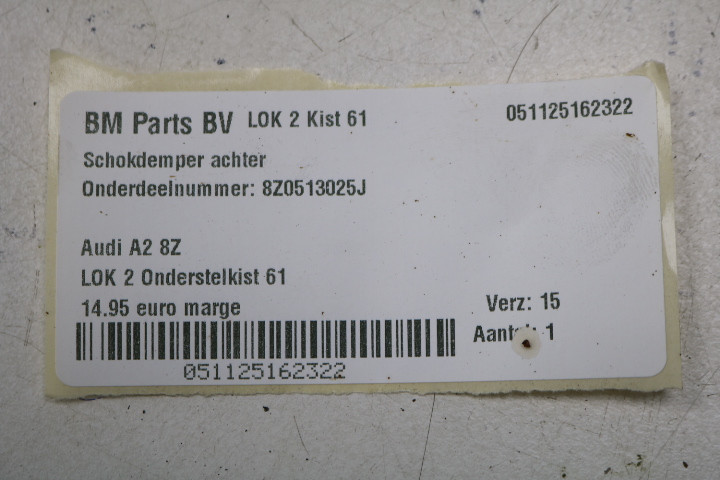 BM Parts BV LOK 2 Kist 61 051125162322
Schokdemper achter
Onderdeelnummer: 8Z0513025J
Audi A2 8Z
LOK 2 Onderstelkist 61
14.95 euro marge Verz: 15
1
051125162322